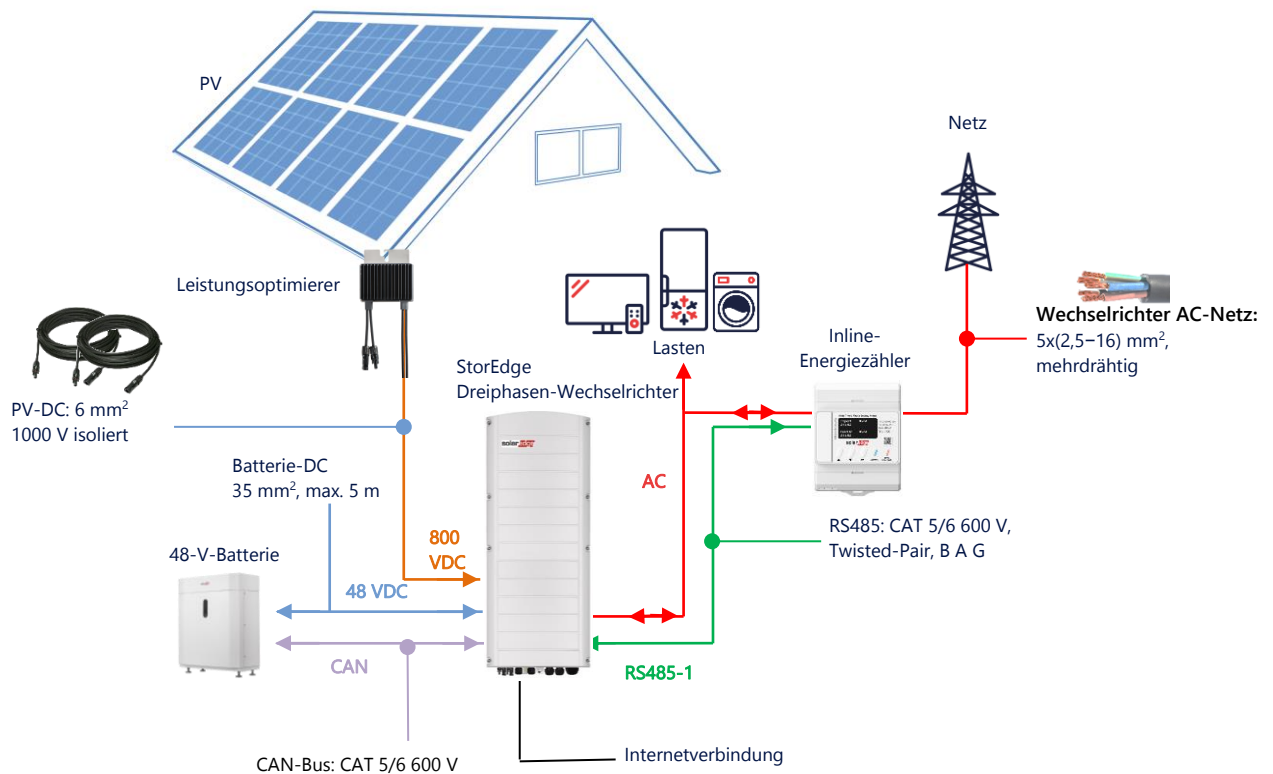 PV
Netz
Leistungsoptimierer
Wechselrichter AC-Netz:
5x(2,5–16) mm²,
mehrdrähtig
Inline-
Energiezähler
Lasten
StorEdge
Dreiphasen-Wechselrichter
PV-DC: 6 mm²
1000 V isoliert
solaredge
Batterie-DC
35 mm², max. 5 m
AC
RS485: CAT 5/6 600 V,
Twisted-Pair, B A G
800
VDC
48-V-Batterie
48 VDC
CAN
RS485-1
Internetverbindung
CAN-Bus: CAT 5/6 600 V